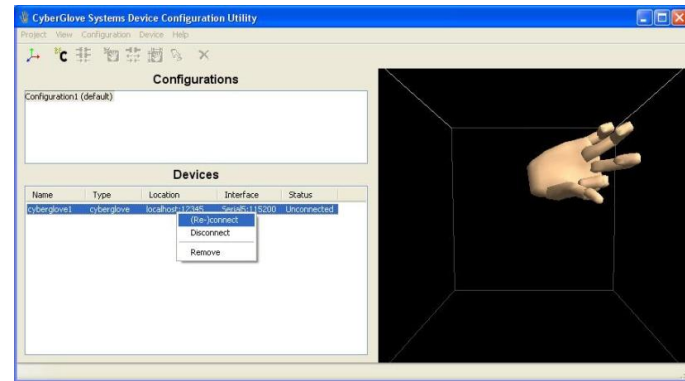 CyberGlove Systems Device Configuration Utility
Project View Configuration Device Help
Configurations
Configuration1 (default)
Devices
Name Type Location Interface Status
cyberglove1 cyberglove localhost:12345 Serial5:115200 Unconnected
(Re-)connect
Disconnect
Remove